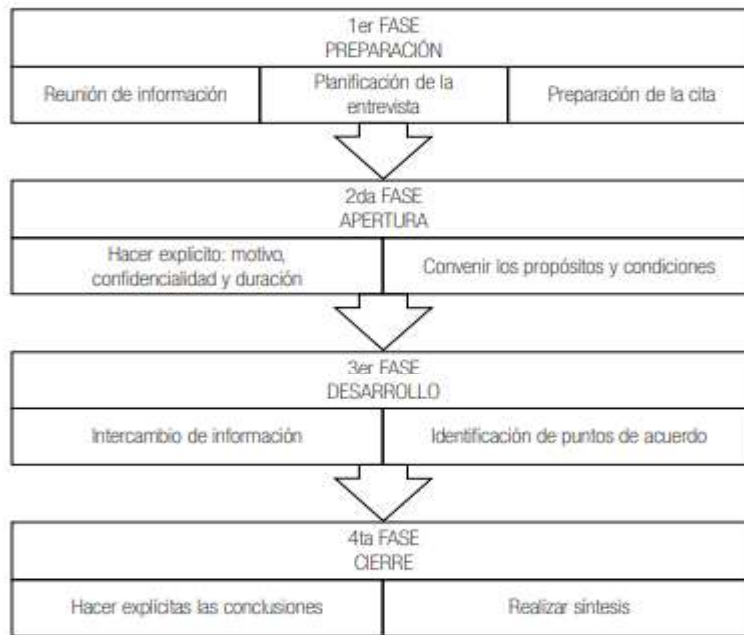 1er FASE
PREPARACIÓN
Reunión de información
Planificación de la
entrevista
Preparación de la cita
2da FASE
APERTURA
Hacer explícito: motivo,
confidencialidad y duración
Convenir los propósitos y condiciones
3er FASE
DESARROLLO
Intercambio de información
Identificación de puntos de acuerdo
4ta FASE
CIERRE
Hacer explícitas las conclusiones
Realizar síntesis